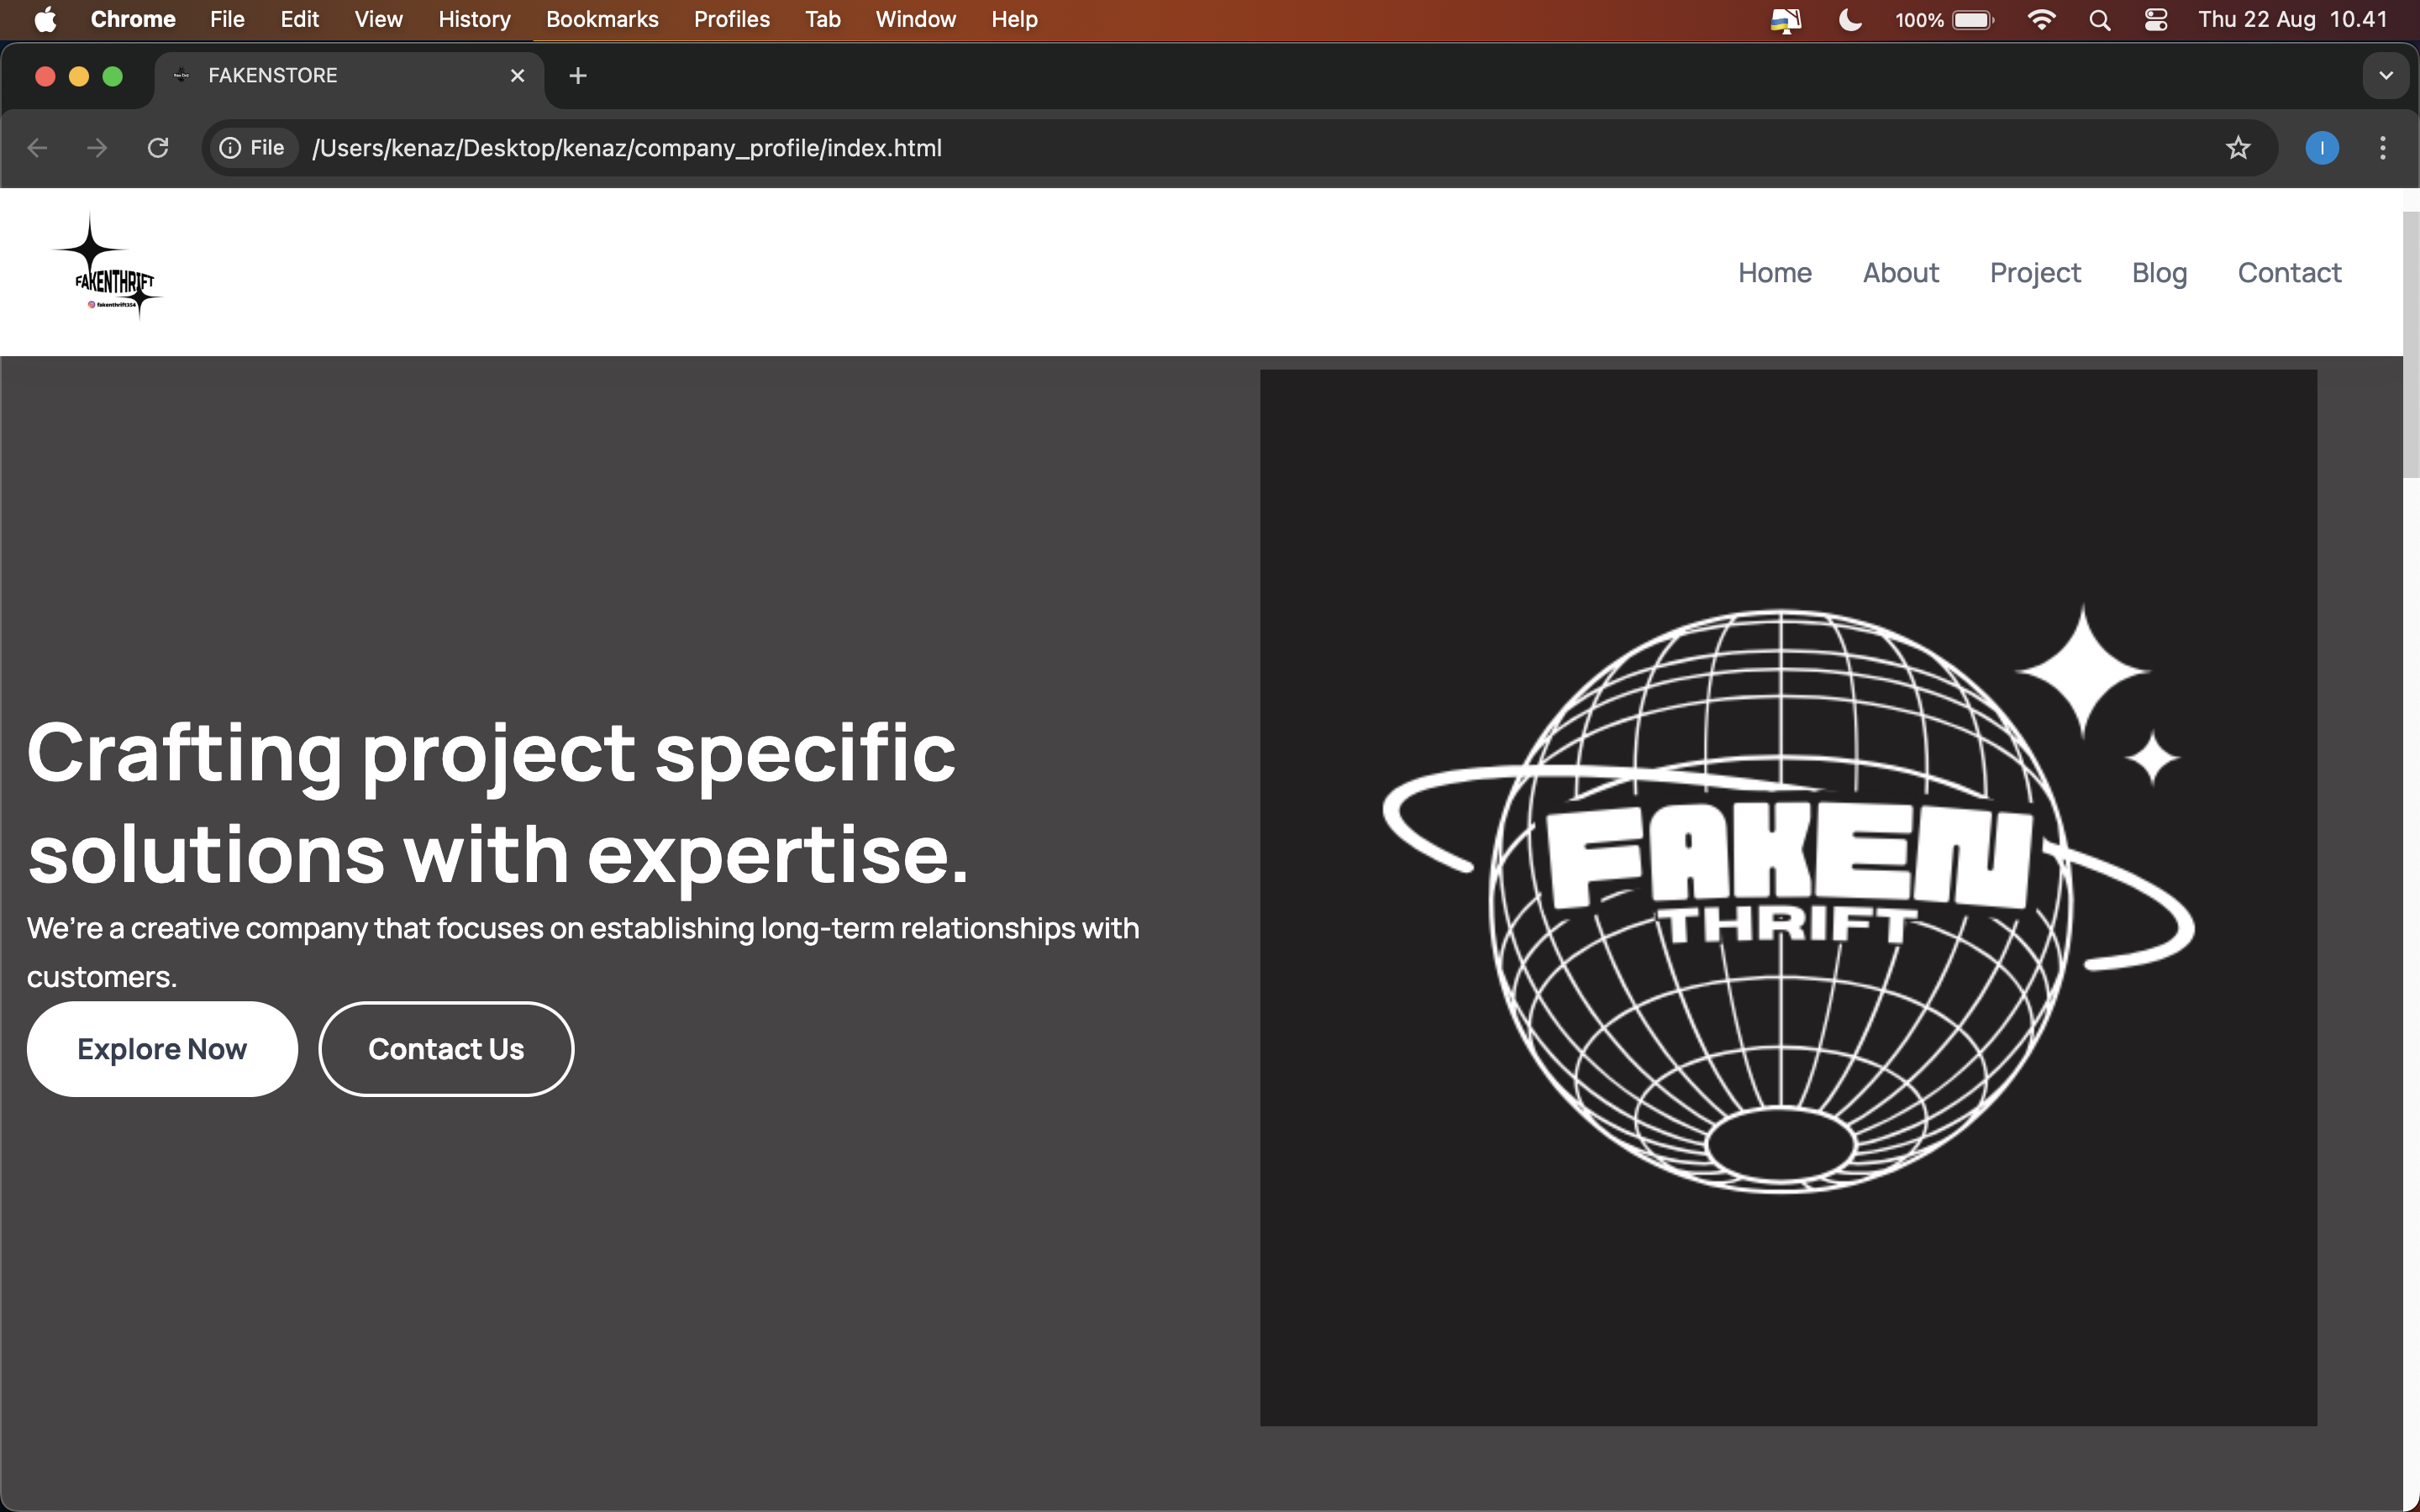 Chrome File Edit View History Bookmarks Profiles Tab Window Help 100% Thu 22 Aug 10.41
FAKENSTORE
File /Users/kenaz/Desktop/kenaz/company_profile/index.html I
FAKENTHRIFT
fakenthrift354
Home About Project Blog Contact
Crafting project specific
solutions with expertise.
We’re a creative company that focuses on establishing long-term relationships with
customers.
Explore Now Contact Us
FAKEN
THRIFT